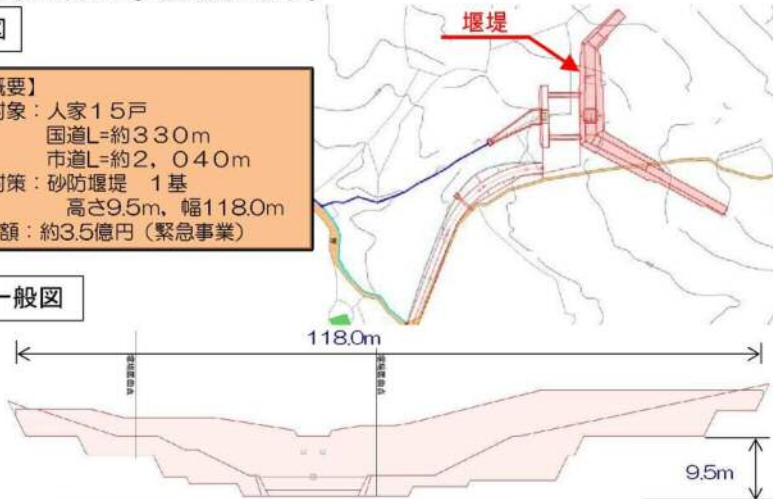 図
堰堤
概要】
対象：人家１５戸
国道L=約３３０m
市道L=約２，０４０m
対策：砂防堰堤　１基
高さ9.5m，幅118.0m
額：約3.5億円（緊急事業）
一般図
118.0m
9.5m